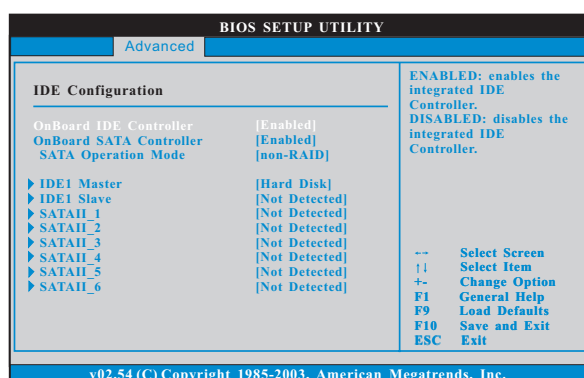 BIOS SETUP UTILITY
Advanced
IDE Configuration
OnBoard IDE Controller [Enabled]
OnBoard SATA Controller [Enabled]
SATA Operation Mode [non-RAID]
IDE1 Master [Hard Disk]
IDE1 Slave [Not Detected]
SATAII_1 [Not Detected]
SATAII_2 [Not Detected]
SATAII_3 [Not Detected]
SATAII_4 [Not Detected]
SATAII_5 [Not Detected]
SATAII_6 [Not Detected]
ENABLED: enables the
integrated IDE
Controller.
DISABLED: disables the
integrated IDE
Controller.
←→ Select Screen
↑↓ Select Item
+- Change Option
F1 General Help
F9 Load Defaults
F10 Save and Exit
ESC Exit
v02.54 (C) Copyright 1985-2003, American Megatrends, Inc.